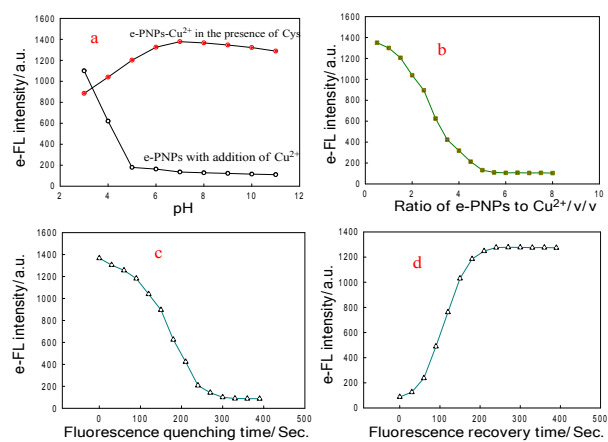 a
e-PNPs-Cu²⁺ in the presence of Cys
e-PNPs with addition of Cu²⁺
e-FL intensity/ a.u.
1600
1400
1200
1000
800
600
400
200
0
2 4 6 8 10 12
pH
b
e-FL intensity/ a.u.
1600
1400
1200
1000
800
600
400
200
0
0 2 4 6 8 10
Ratio of e-PNPs to Cu²⁺/v/v
c
e-FL intensity/ a.u.
1600
1400
1200
1000
800
600
400
200
0
-100 0 100 200 300 400 500
Fluorescence quenching time/ Sec.
d
e-FL intensity/ a.u.
1400
1200
1000
800
600
400
200
0
-100 0 100 200 300 400 500
Fluorescence recovery time/ Sec.